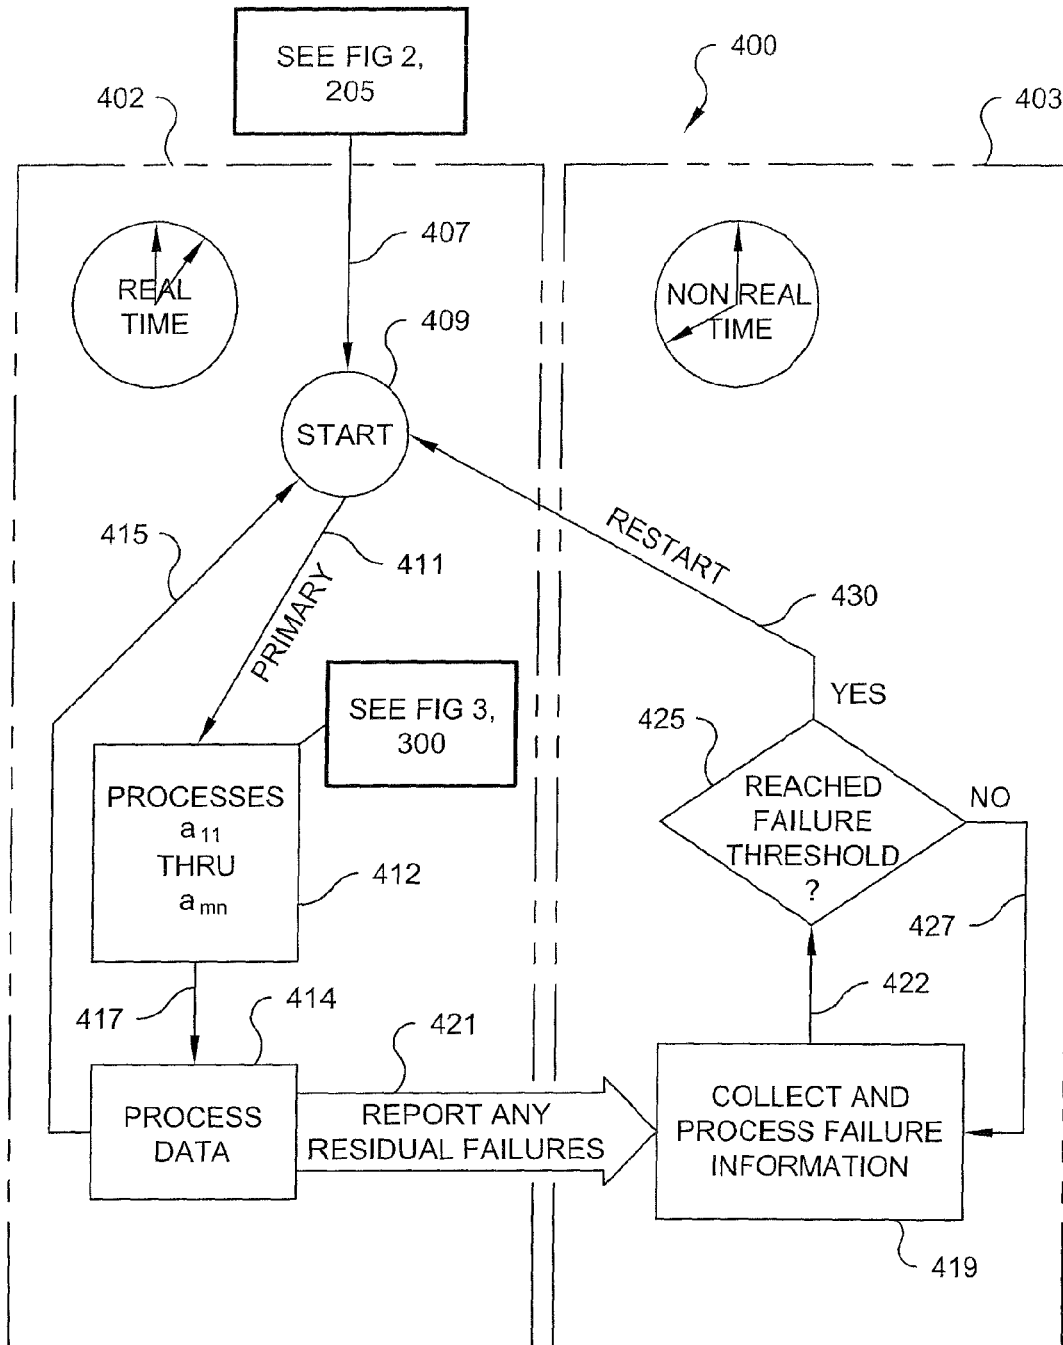 SEE FIG 2,
205
400
402
403
407
REAL
TIME
NON REAL
TIME
409
START
415
411
PRIMARY
RESTART
430
SEE FIG 3,
300
YES
425
PROCESSES
a11
THRU
amn
REACHED
FAILURE
THRESHOLD
?
NO
412
427
417
414
422
421
PROCESS
DATA
REPORT ANY
RESIDUAL FAILURES
COLLECT AND
PROCESS FAILURE
INFORMATION
419